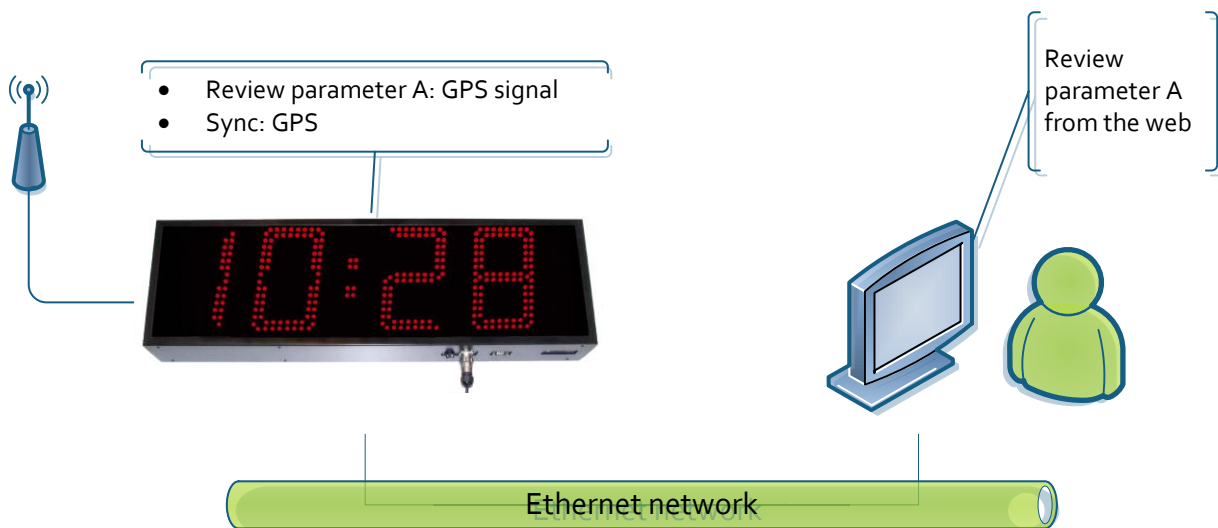 • Review parameter A: GPS signal
• Sync: GPS
Review
parameter A
from the web
10:28
Ethernet network